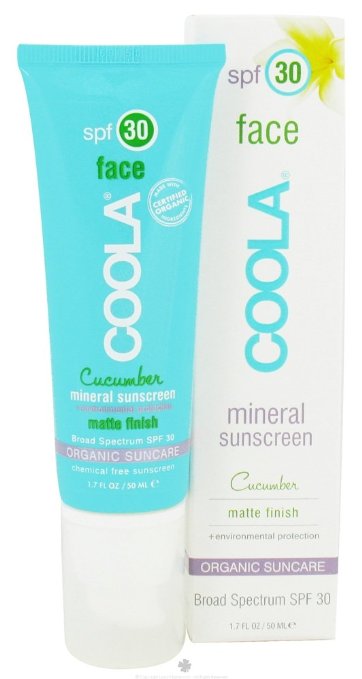 spf 30
face
COOLA®
MADE WITH
CERTIFIED
ORGANIC
INGREDIENTS
Cucumber
mineral sunscreen
+environmental protection
matte finish
Broad Spectrum SPF 30
ORGANIC SUNCARE
chemical free sunscreen
1.7 FL OZ / 50 ML ℮
spf 30
face
COOLA®
mineral
sunscreen
Cucumber
matte finish
+environmental protection
ORGANIC SUNCARE
Broad Spectrum SPF 30
1.7 FL OZ / 50 ML ℮